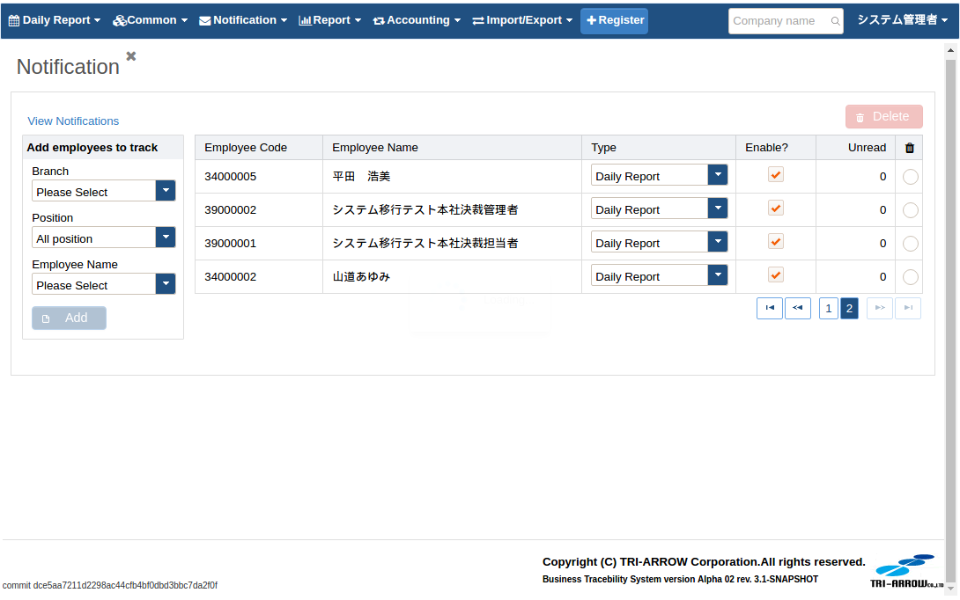 Daily Report Common Notification Report Accounting Import/Export +Register Company name システム管理者
Notification
View Notifications
Delete
Add employees to track
Branch
Please Select
Position
All position
Employee Name
Please Select
Add
Employee Code Employee Name Type Enable? Unread
34000005 平田 浩美 Daily Report 0
39000002 システム移行テスト本社決裁管理者 Daily Report 0
39000001 システム移行テスト本社決裁担当者 Daily Report 0
34000002 山道あゆみ Daily Report 0
1 2
Copyright (C) TRI-ARROW Corporation.All rights reserved.
Business Tracebility System version Alpha 02 rev. 3.1-SNAPSHOT
TRI-ARROW Co.,LTD
commit dce5aa7211d2298ac44cfb4bf0dbd3bbc7da2f0f